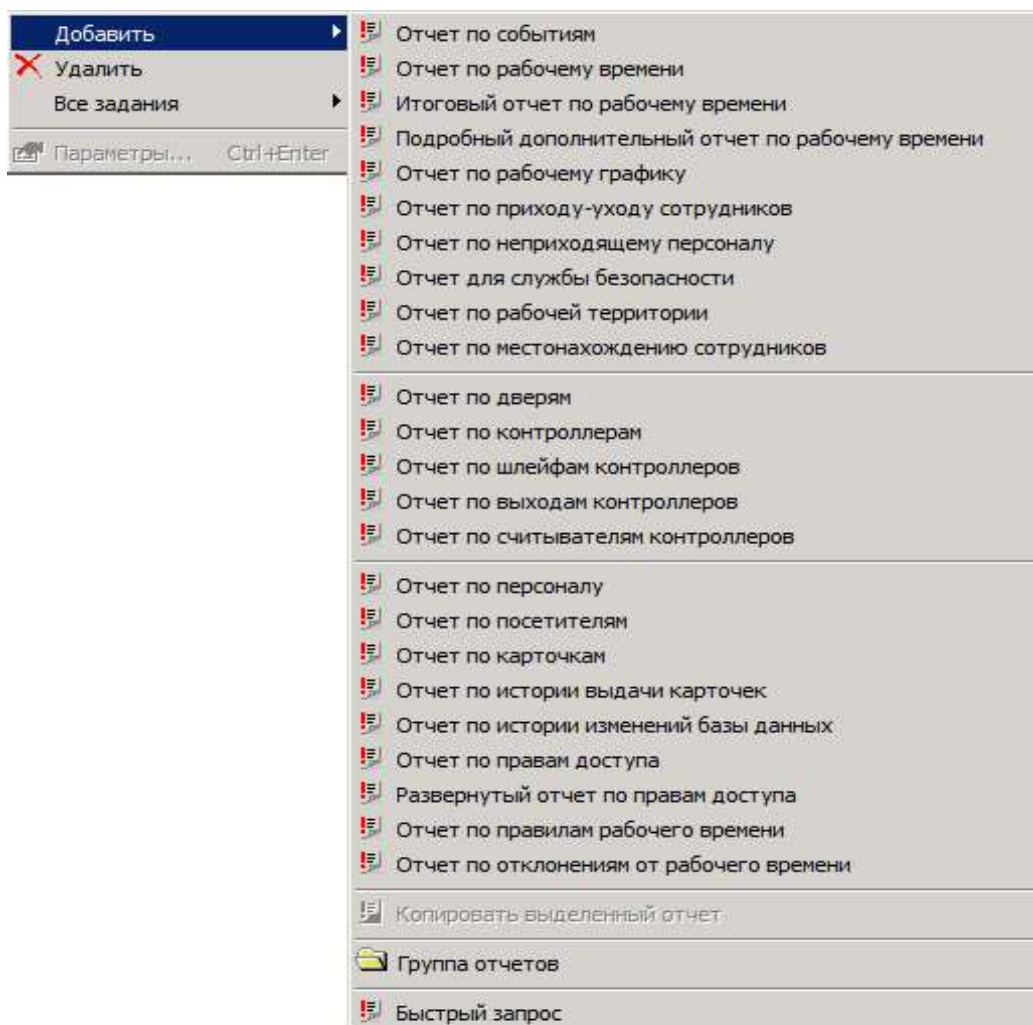 Добавить
Удалить
Все задания
Параметры... Ctrl+Enter
Отчет по событиям
Отчет по рабочему времени
Итоговый отчет по рабочему времени
Подробный дополнительный отчет по рабочему времени
Отчет по рабочему графику
Отчет по приходу-уходу сотрудников
Отчет по неприходящему персоналу
Отчет для службы безопасности
Отчет по рабочей территории
Отчет по местонахождению сотрудников
Отчет по дверям
Отчет по контроллерам
Отчет по шлейфам контроллеров
Отчет по выходам контроллеров
Отчет по считывателям контроллеров
Отчет по персоналу
Отчет по посетителям
Отчет по карточкам
Отчет по истории выдачи карточек
Отчет по истории изменений базы данных
Отчет по правам доступа
Развернутый отчет по правам доступа
Отчет по правилам рабочего времени
Отчет по отклонениям от рабочего времени
Копировать выделенный отчет
Группа отчетов
Быстрый запрос